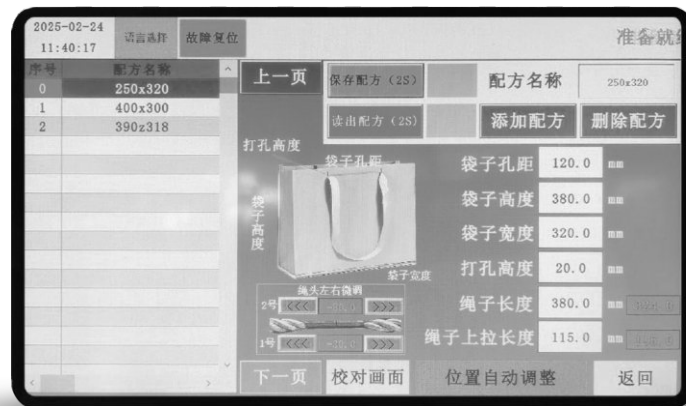 2025-02-24
11:40:17
语言选择
故障复位
准备就绪
序号 配方名称
0 250x320
1 400x300
2 390z318
上一页
保存配方（2S）
配方名称
250x320
读出配方（2S）
添加配方
删除配方
打孔高度
袋子孔距
袋子高度
袋子宽度
袋子孔距 120.0 mm
袋子高度 380.0 mm
袋子宽度 320.0 mm
打孔高度 20.0 mm
绳子长度 380.0 mm
绳子上拉长度 115.0 mm
绳头左右微调
2号 <<< >>>
1号 <<< >>>
下一页
校对画面
位置自动调整
返回